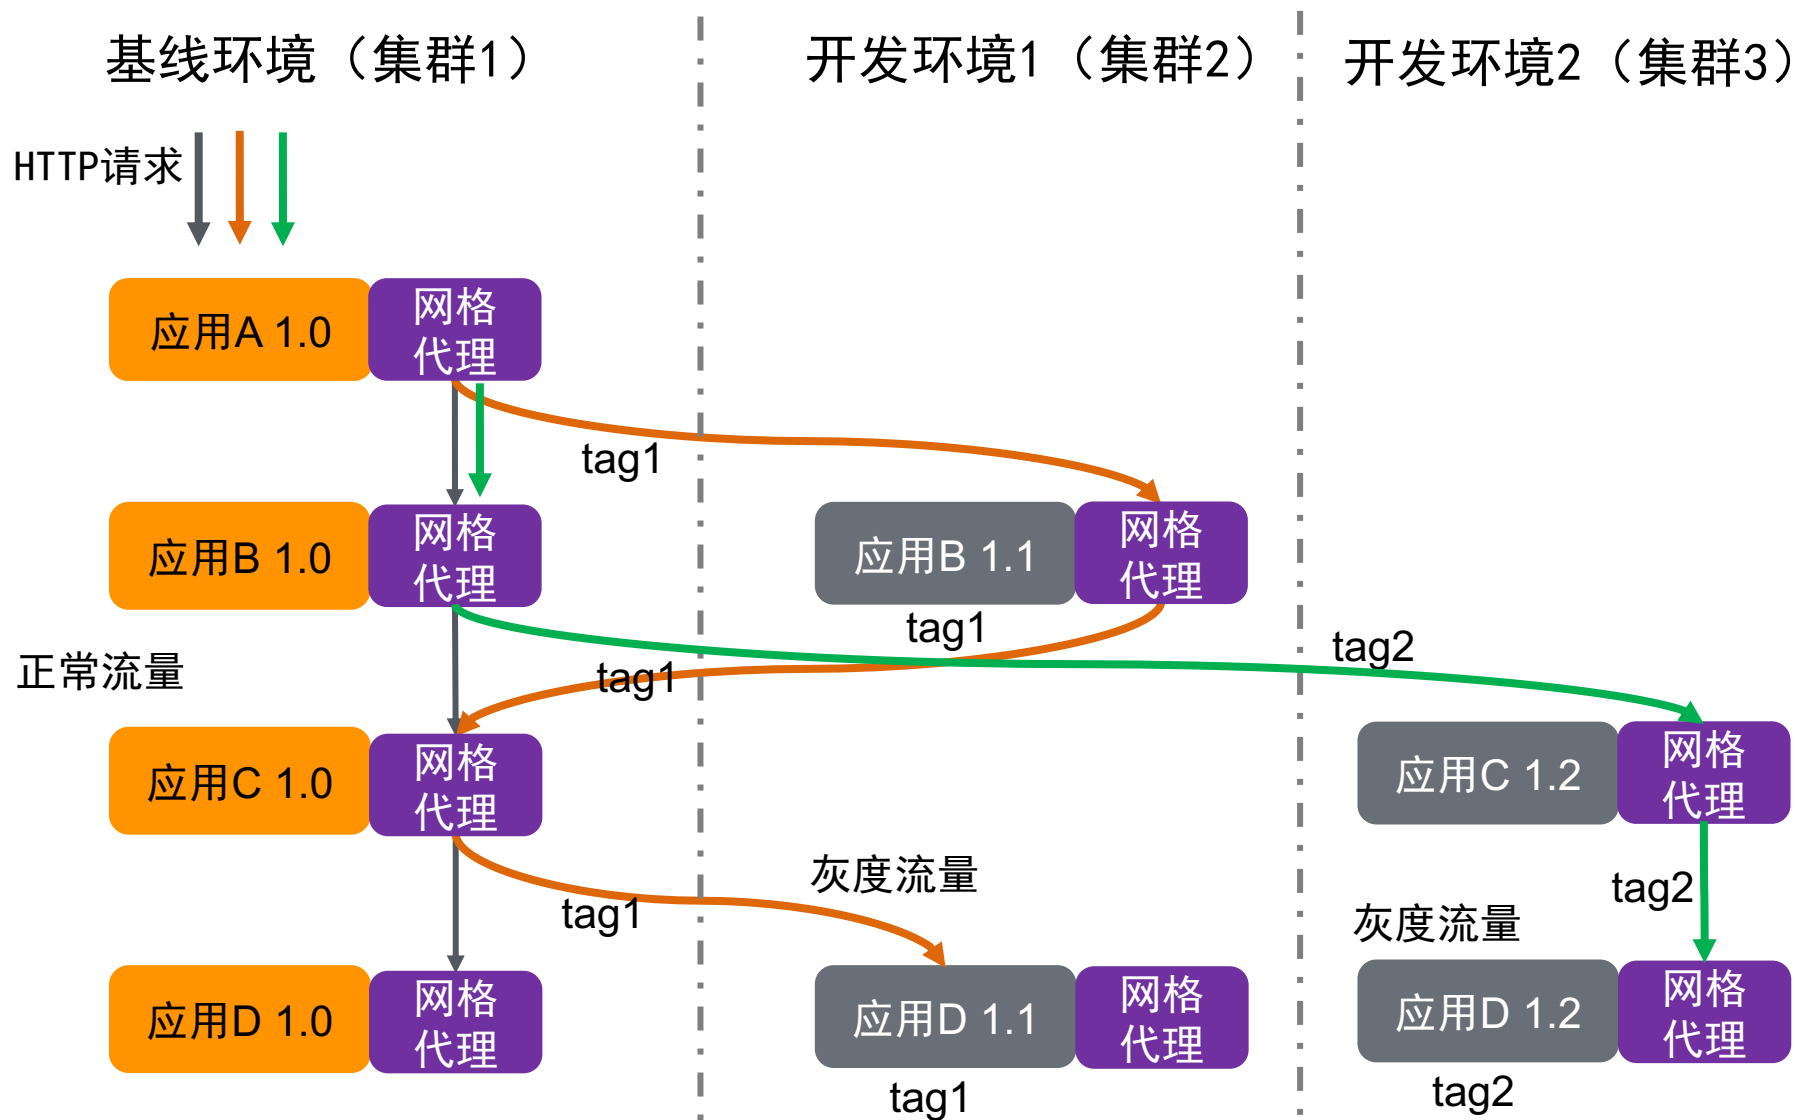 基线环境（集群1）
开发环境1（集群2）
开发环境2（集群3）
HTTP请求
应用A 1.0
网格
代理
tag1
应用B 1.0
网格
代理
应用B 1.1
网格
代理
tag1
tag2
正常流量
tag1
应用C 1.0
网格
代理
应用C 1.2
网格
代理
灰度流量
tag1
tag2
灰度流量
应用D 1.0
网格
代理
应用D 1.1
网格
代理
应用D 1.2
网格
代理
tag1
tag2